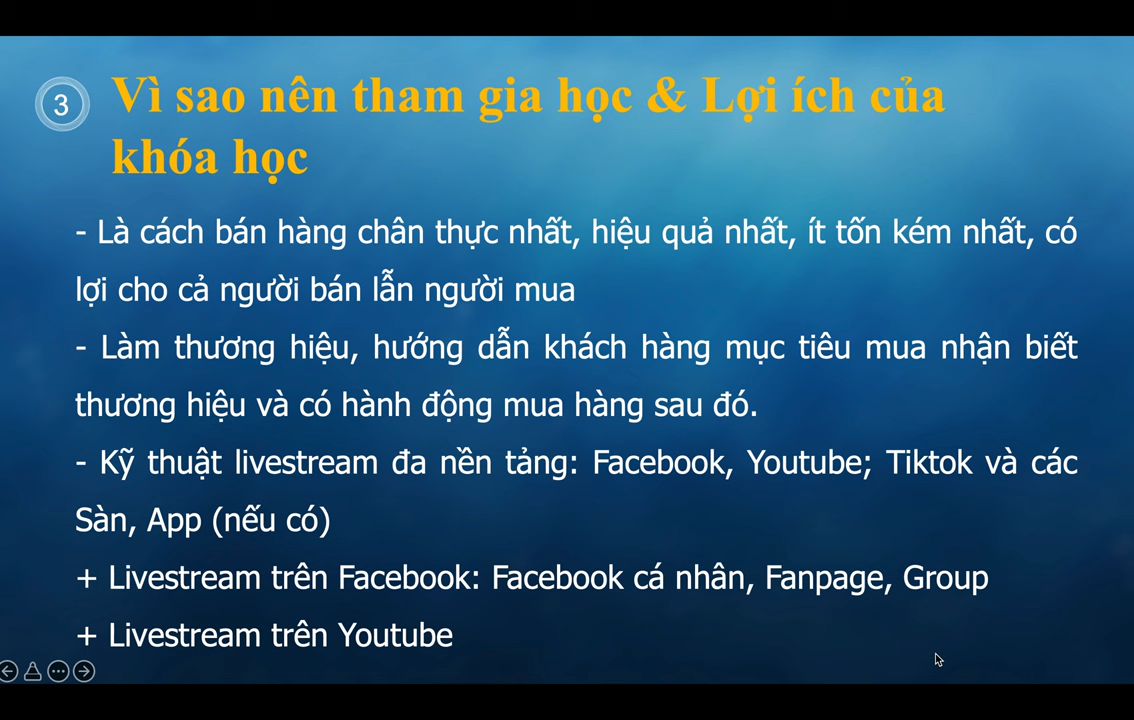 3
Vì sao nên tham gia học & Lợi ích của
khóa học
- Là cách bán hàng chân thực nhất, hiệu quả nhất, ít tốn kém nhất, có
lợi cho cả người bán lẫn người mua
- Làm thương hiệu, hướng dẫn khách hàng mục tiêu mua nhận biết
thương hiệu và có hành động mua hàng sau đó.
- Kỹ thuật livestream đa nền tảng: Facebook, Youtube; Tiktok và các
Sàn, App (nếu có)
+ Livestream trên Facebook: Facebook cá nhân, Fanpage, Group
+ Livestream trên Youtube